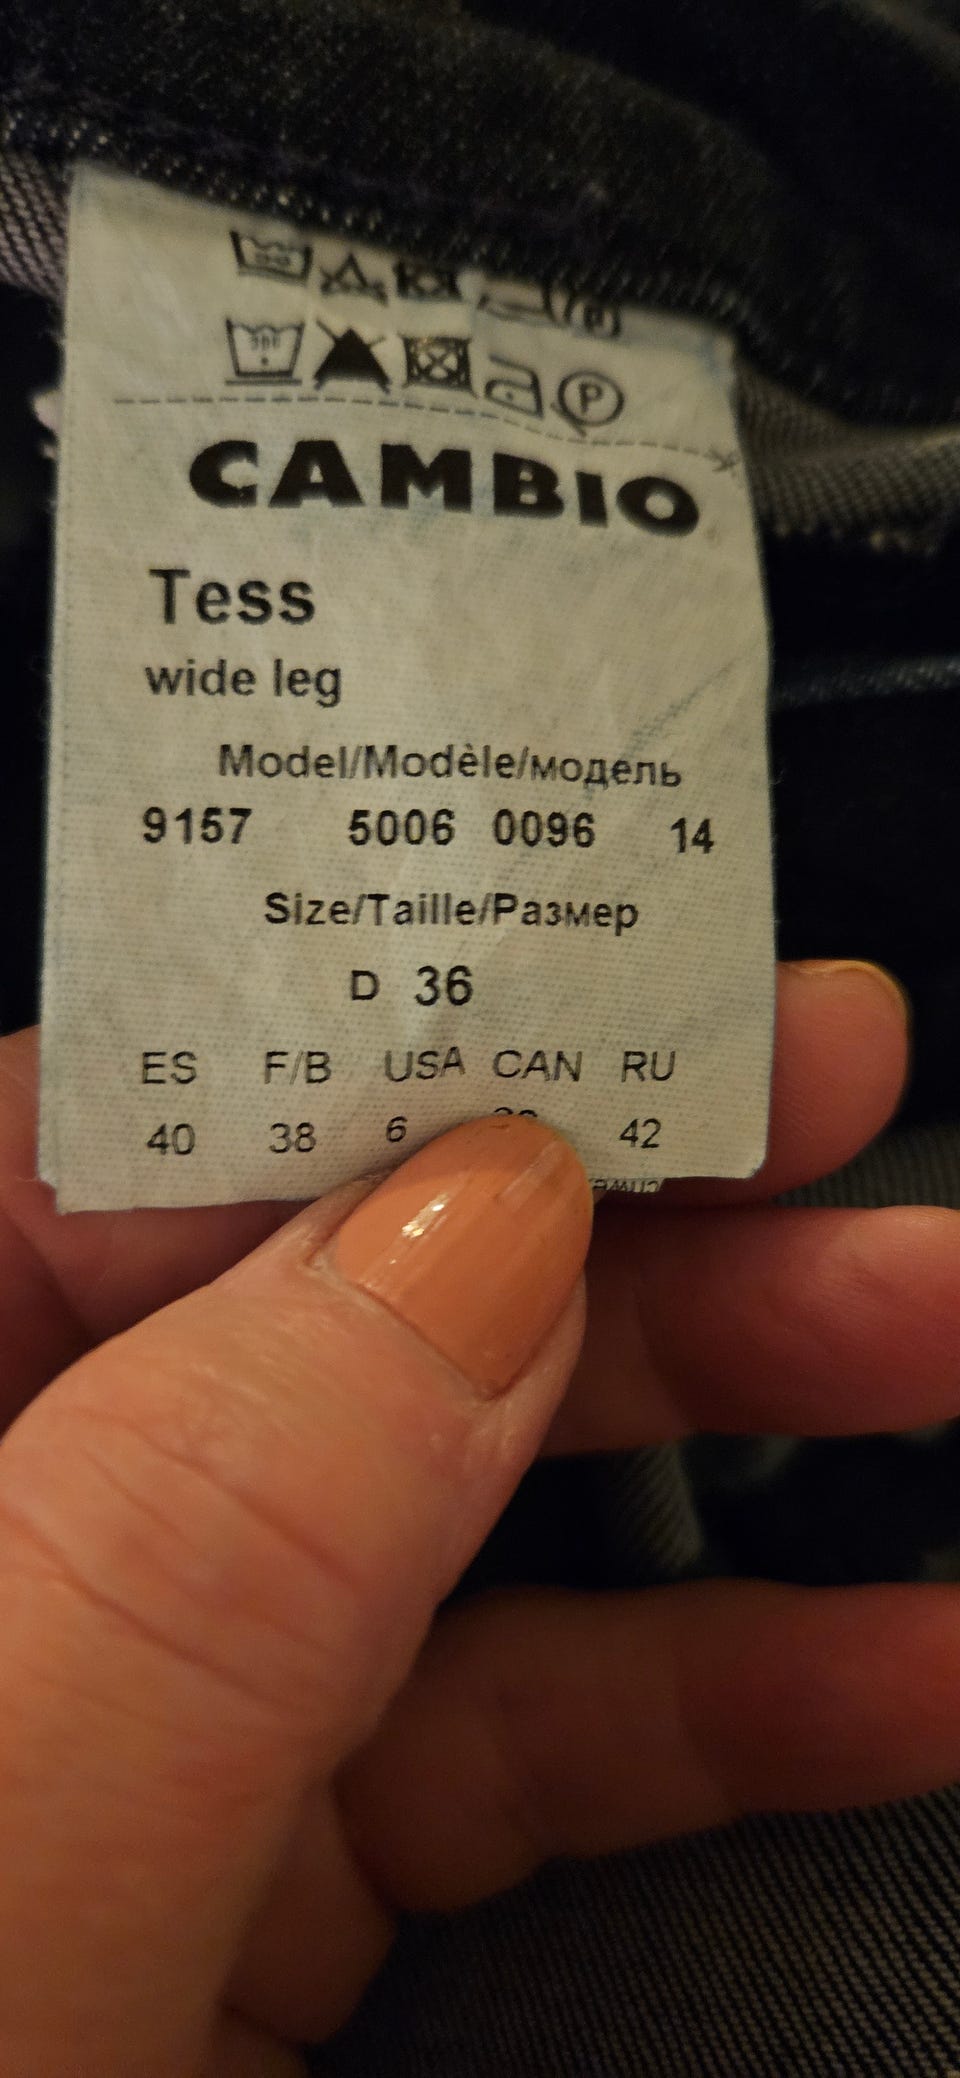 P
CAMBIO
Tess
wide leg
Model/Modèle/модель
9157 5006 0096 14
Size/Taille/Размер
D 36
ES F/B USA CAN RU
40 38 6 42